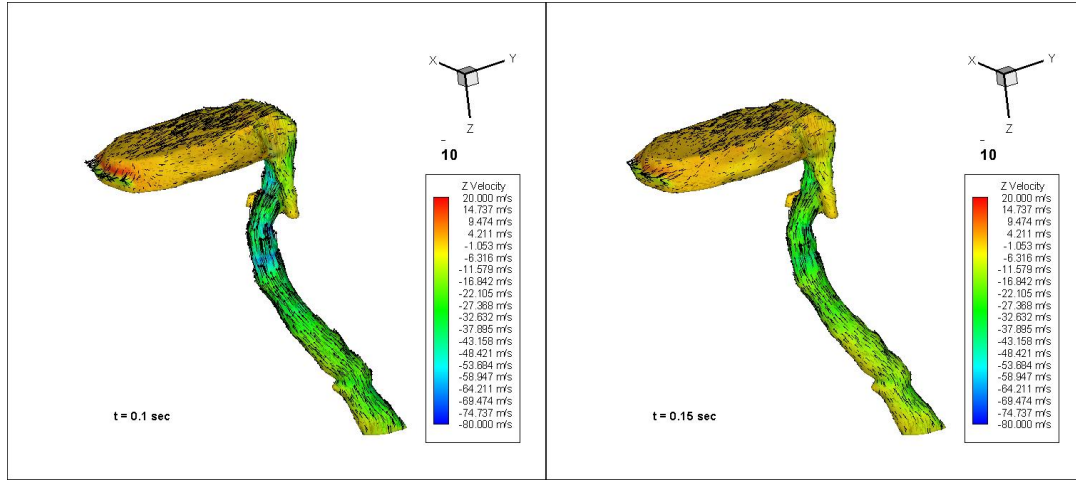 X
Y
Z
10
Z Velocity
20.000 m/s
14.737 m/s
9.474 m/s
4.211 m/s
-1.053 m/s
-6.316 m/s
-11.579 m/s
-16.842 m/s
-22.105 m/s
-27.368 m/s
-32.632 m/s
-37.895 m/s
-43.158 m/s
-48.421 m/s
-53.684 m/s
-58.947 m/s
-64.211 m/s
-69.474 m/s
-74.737 m/s
-80.000 m/s
t = 0.1 sec
X
Y
Z
10
Z Velocity
20.000 m/s
14.737 m/s
9.474 m/s
4.211 m/s
-1.053 m/s
-6.316 m/s
-11.579 m/s
-16.842 m/s
-22.105 m/s
-27.368 m/s
-32.632 m/s
-37.895 m/s
-43.158 m/s
-48.421 m/s
-53.684 m/s
-58.947 m/s
-64.211 m/s
-69.474 m/s
-74.737 m/s
-80.000 m/s
t = 0.15 sec